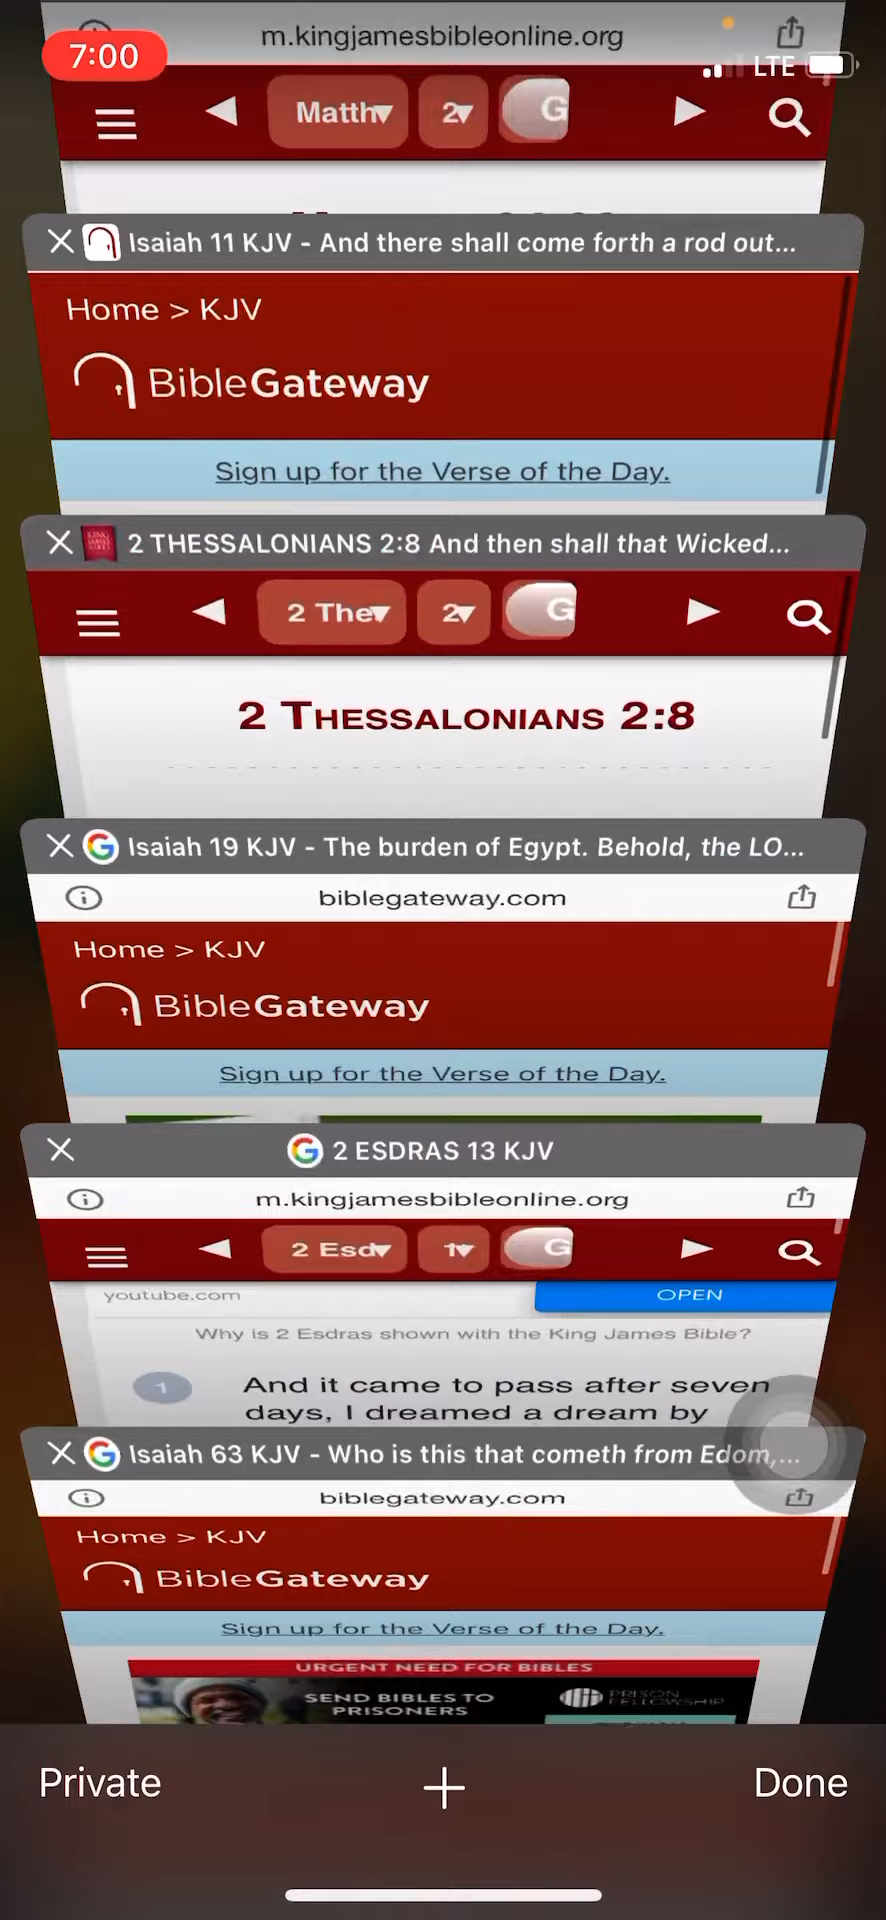 m.kingjamesbibleonline.org
7:00
LTE
Matth 2 G
Isaiah 11 KJV - And there shall come forth a rod out...
Home > KJV
BibleGateway
Sign up for the Verse of the Day.
2 THESSALONIANS 2:8 And then shall that Wicked...
2 The 2 G
2 THESSALONIANS 2:8
Isaiah 19 KJV - The burden of Egypt. Behold, the LO...
biblegateway.com
Home > KJV
BibleGateway
Sign up for the Verse of the Day.
2 ESDRAS 13 KJV
m.kingjamesbibleonline.org
2 Esd 1 G
youtube.com OPEN
Why is 2 Esdras shown with the King James Bible?
1 And it came to pass after seven
days, I dreamed a dream by
Isaiah 63 KJV - Who is this that cometh from Edom,...
biblegateway.com
Home > KJV
BibleGateway
Sign up for the Verse of the Day.
URGENT NEED FOR BIBLES
SEND BIBLES TO
PRISONERS
PRISON
FELLOWSHIP
Private + Done